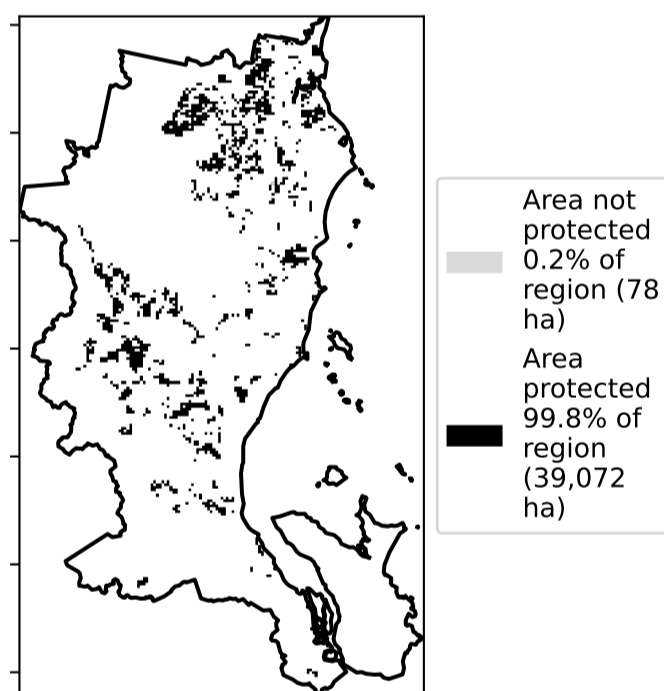 Area not
protected
0.2% of
region (78
ha)
Area
protected
99.8% of
region
(39,072
ha)